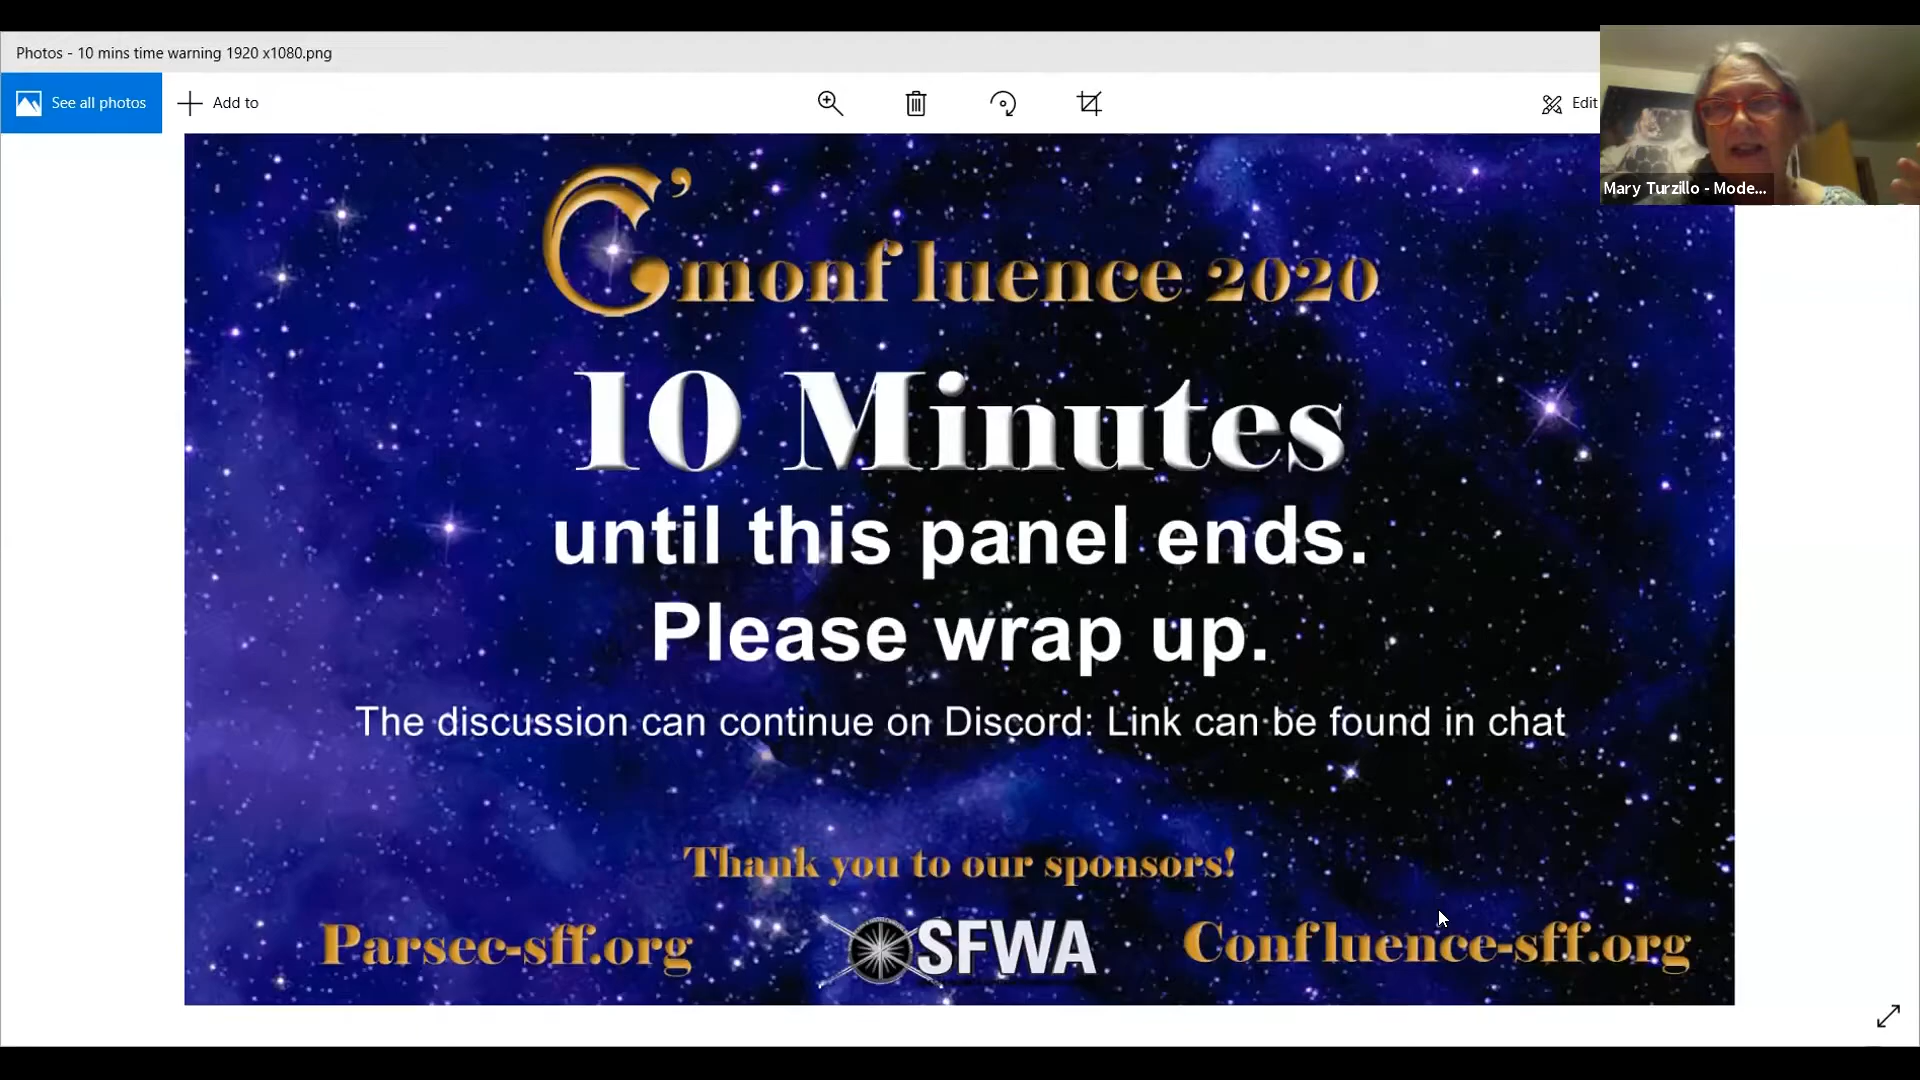 Photos - 10 mins time warning 1920 x1080.png
See all photos
Add to
Edit
Mary Turzillo - Mode...
C'monfluence 2020
10 Minutes
until this panel ends.
Please wrap up.
The discussion can continue on Discord: Link can be found in chat
Thank you to our sponsors!
Parsec-sff.org
SFWA
Confluence-sff.org